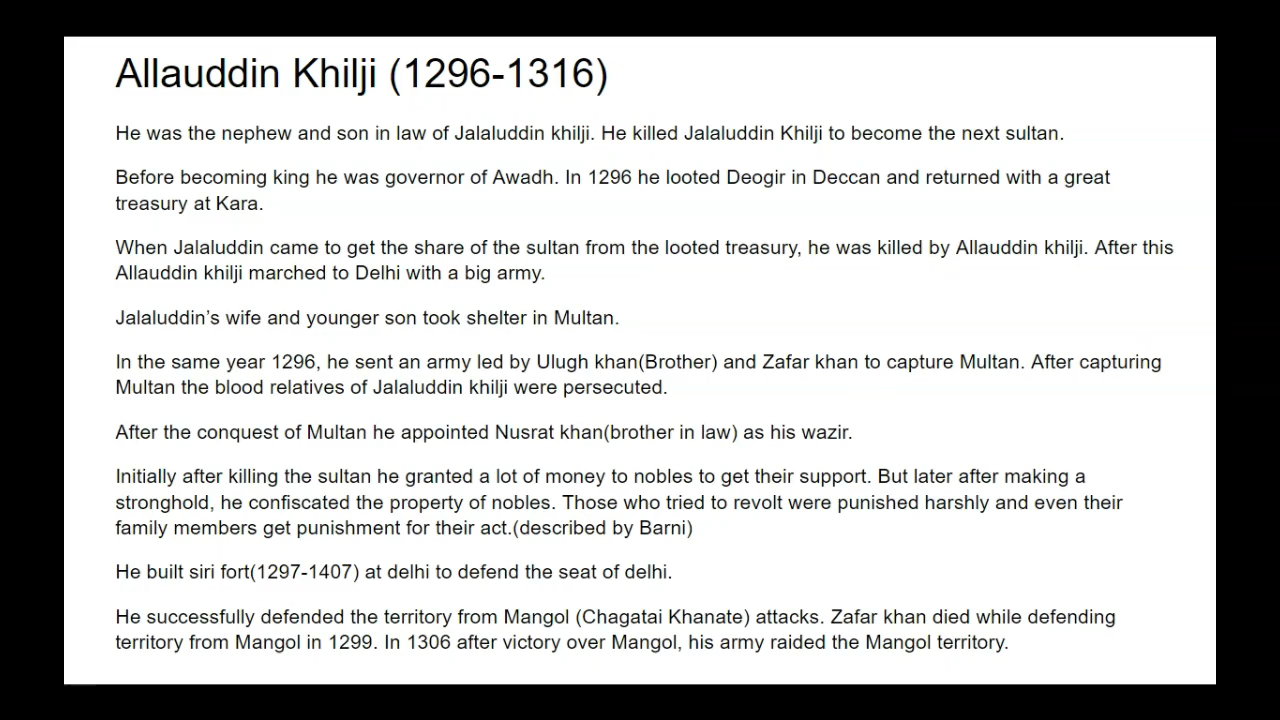 Allauddin Khilji (1296-1316)
He was the nephew and son in law of Jalaluddin khilji. He killed Jalaluddin Khilji to become the next sultan.
Before becoming king he was governor of Awadh. In 1296 he looted Deogir in Deccan and returned with a great
treasury at Kara.
When Jalaluddin came to get the share of the sultan from the looted treasury, he was killed by Allauddin khilji. After this
Allauddin khilji marched to Delhi with a big army.
Jalaluddin’s wife and younger son took shelter in Multan.
In the same year 1296, he sent an army led by Ulugh khan(Brother) and Zafar khan to capture Multan. After capturing
Multan the blood relatives of Jalaluddin khilji were persecuted.
After the conquest of Multan he appointed Nusrat khan(brother in law) as his wazir.
Initially after killing the sultan he granted a lot of money to nobles to get their support. But later after making a
stronghold, he confiscated the property of nobles. Those who tried to revolt were punished harshly and even their
family members get punishment for their act.(described by Barni)
He built siri fort(1297-1407) at delhi to defend the seat of delhi.
He successfully defended the territory from Mangol (Chagatai Khanate) attacks. Zafar khan died while defending
territory from Mangol in 1299. In 1306 after victory over Mangol, his army raided the Mangol territory.